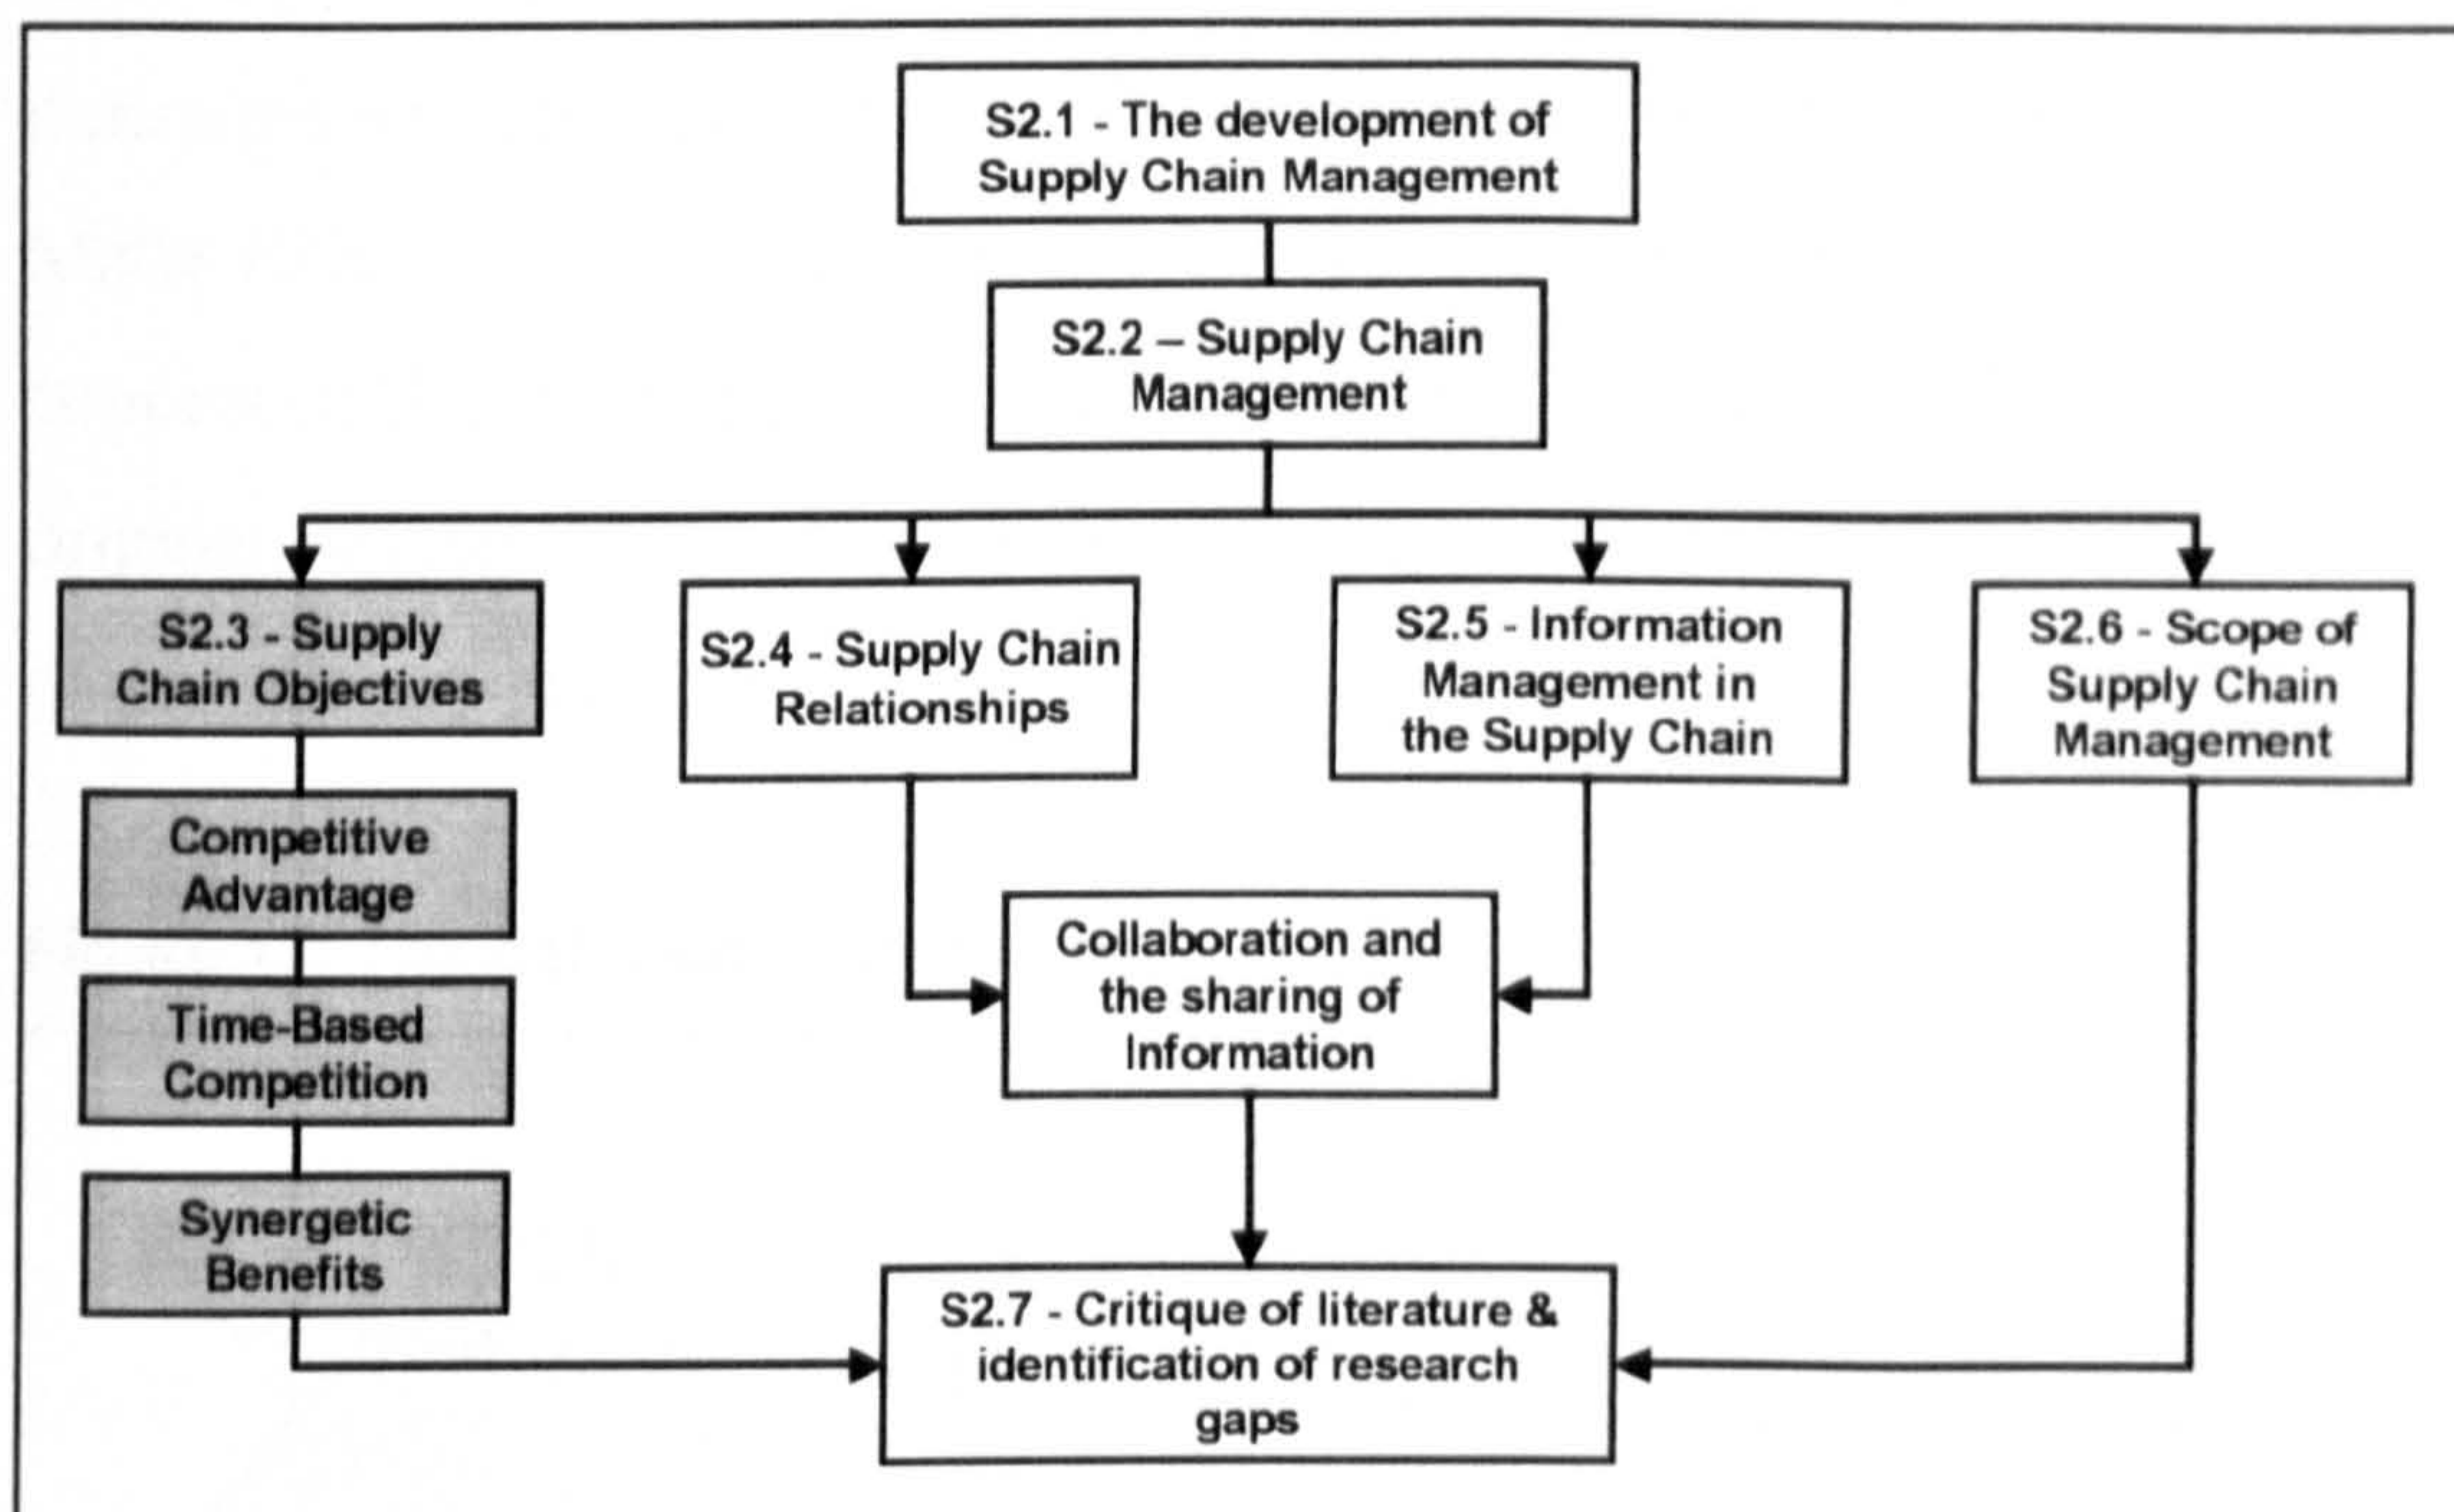 S2.1 - The development of
Supply Chain Management
S2.2 – Supply Chain
Management
S2.3 - Supply
Chain Objectives
S2.4 - Supply Chain
Relationships
S2.5 - Information
Management in
the Supply Chain
S2.6 - Scope of
Supply Chain
Management
Competitive
Advantage
Collaboration and
the sharing of
Information
Time-Based
Competition
Synergetic
Benefits
S2.7 - Critique of literature &
identification of research
gaps